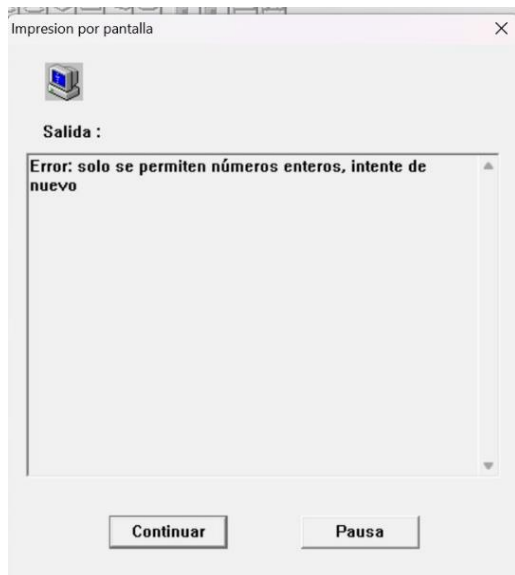 Impresion por pantalla
Salida :
Error: solo se permiten números enteros, intente de
nuevo
Continuar
Pausa